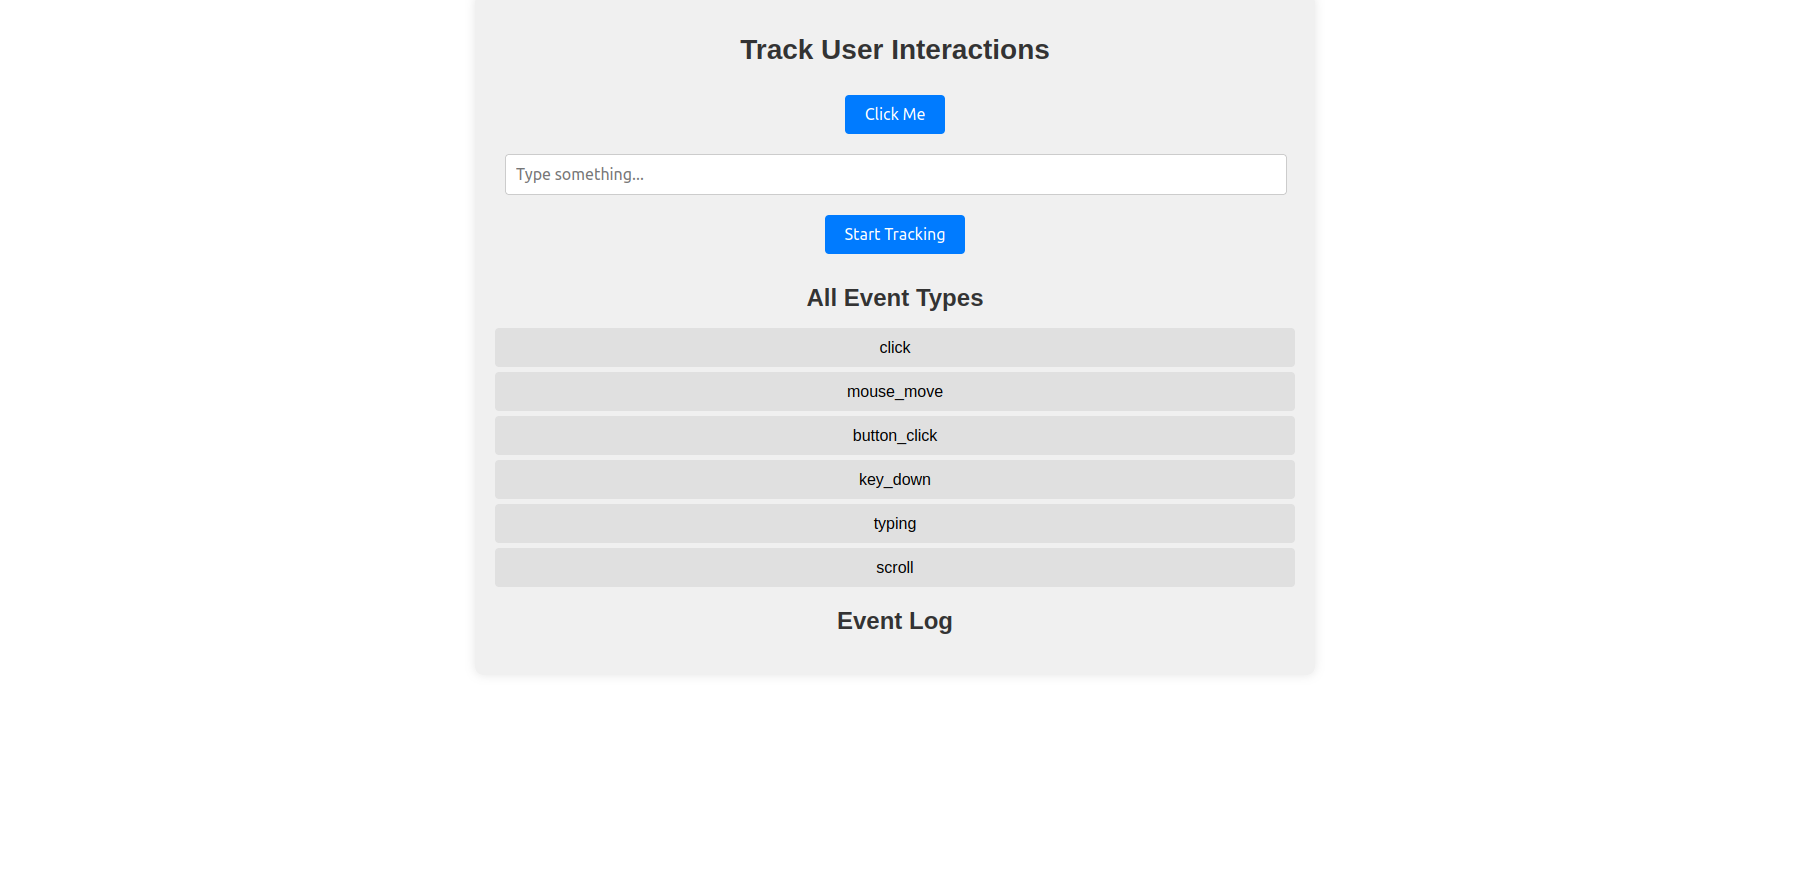 Track User Interactions
Click Me
Type something...
Start Tracking
All Event Types
click
mouse_move
button_click
key_down
typing
scroll
Event Log